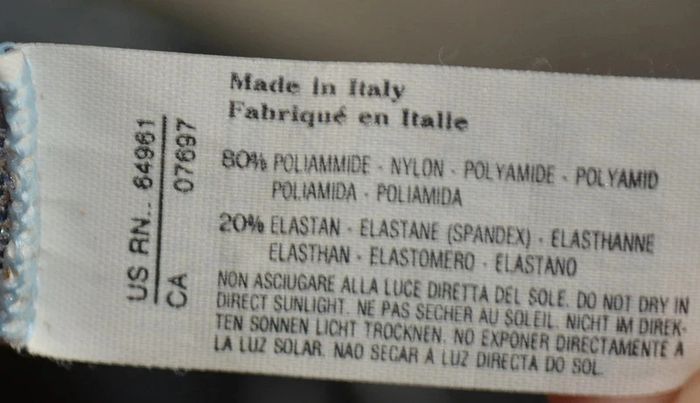 Made in Italy
Fabriqué en Italie
80% POLIAMMIDE - NYLON - POLYAMIDE - POLYAMID
POLIAMIDA - POLIAMIDA
20% ELASTAN - ELASTANE (SPANDEX) - ELASTHANNE
ELASTHAN - ELASTOMERO - ELASTANO
NON ASCIUGARE ALLA LUCE DIRETTA DEL SOLE. DO NOT DRY IN
DIRECT SUNLIGHT. NE PAS SECHER AU SOLEIL. NICHT IM DIREK-
TEN SONNEN LICHT TROCKNEN. NO EXPONER DIRECTAMENTE A
LA LUZ SOLAR. NAO SECAR A LUZ DIRECTA DO SOL.
US RN.. 64961
CA 07697